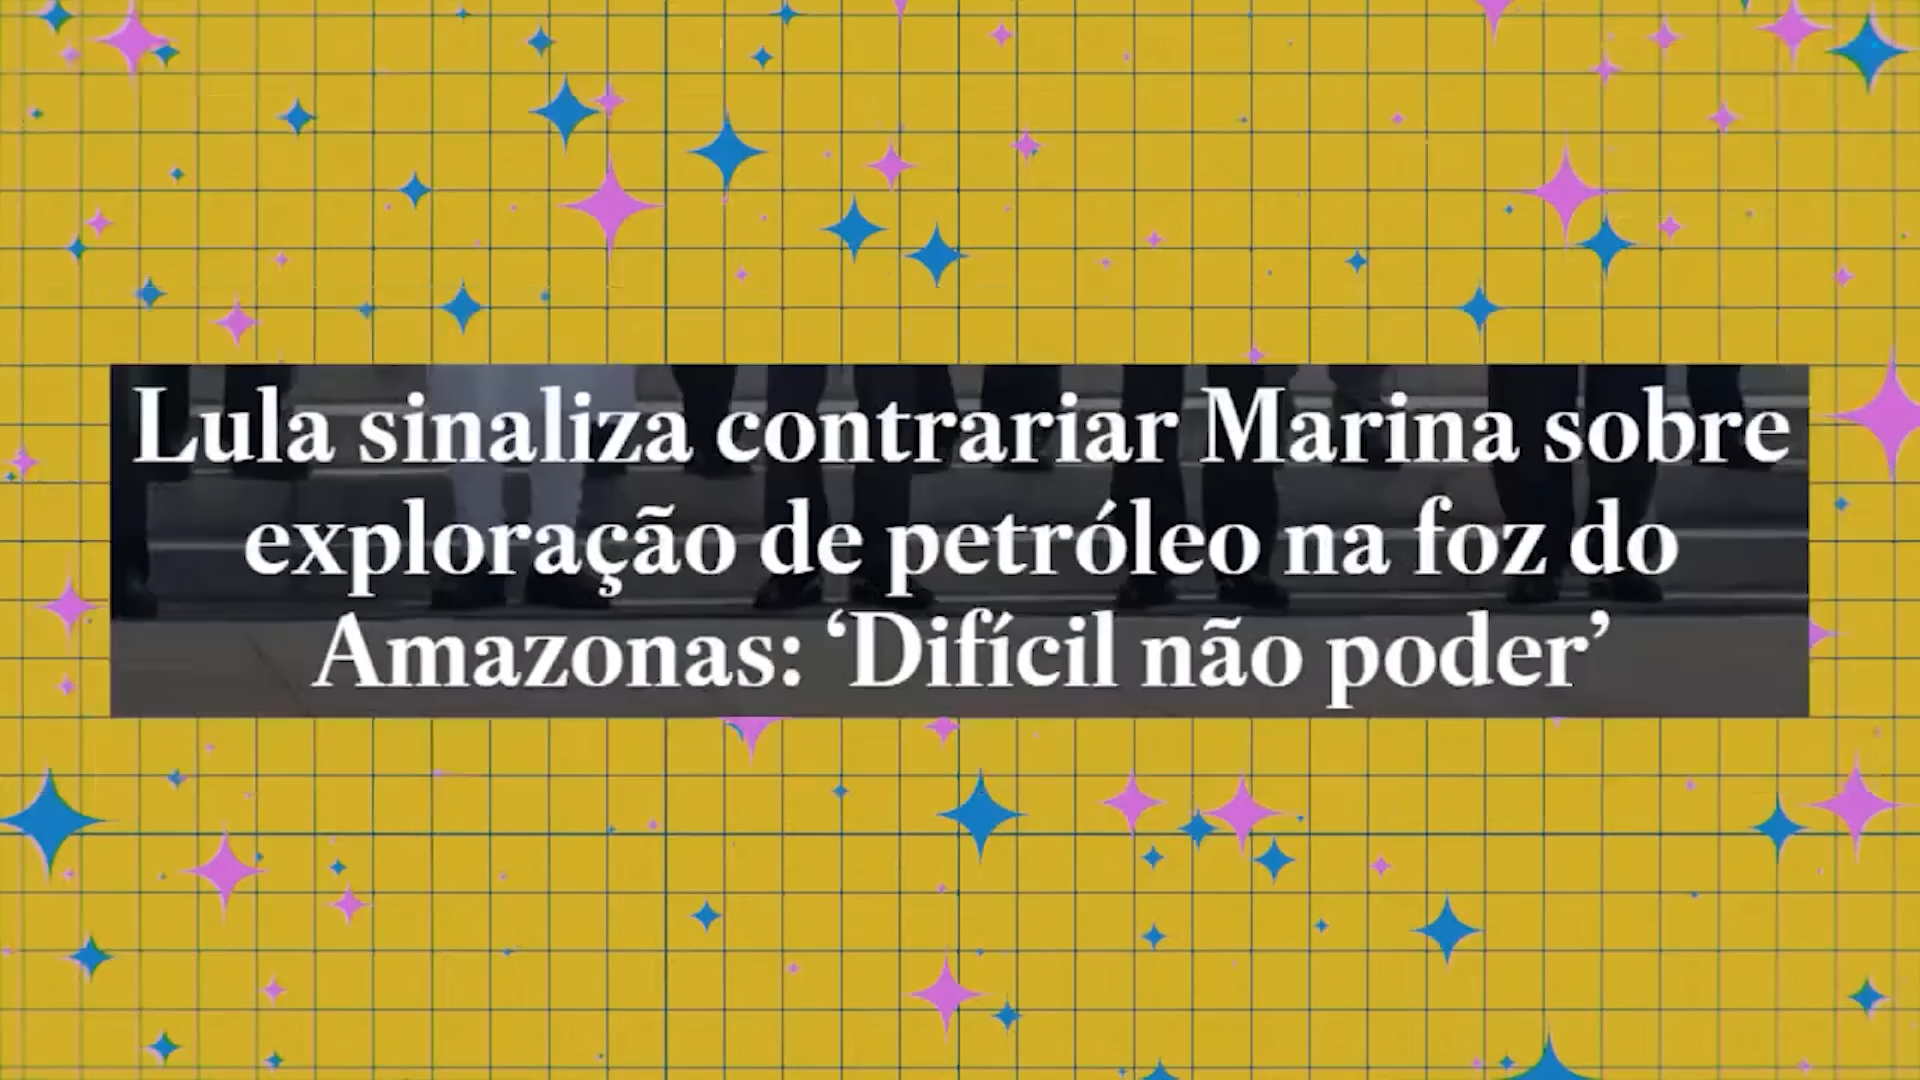 Lula sinaliza contrariar Marina sobre
exploração de petróleo na foz do
Amazonas: ‘Difícil não poder’